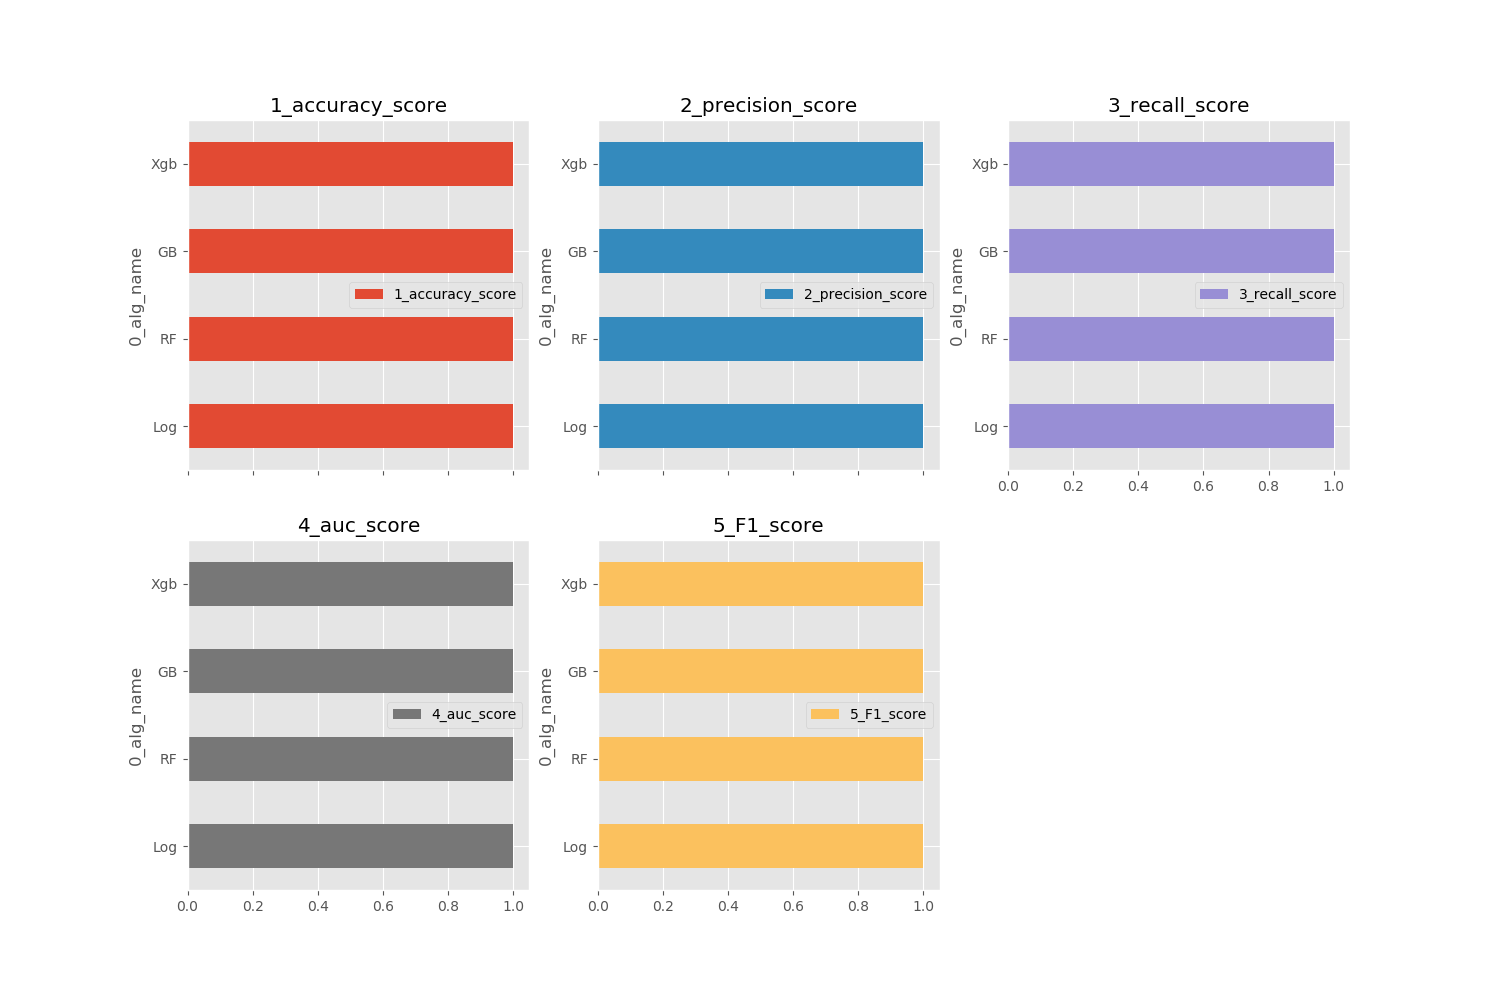 1_accuracy_score
0_alg_name
Xgb
GB
RF
Log
1_accuracy_score
2_precision_score
0_alg_name
Xgb
GB
RF
Log
2_precision_score
3_recall_score
0_alg_name
Xgb
GB
RF
Log
3_recall_score
0.0 0.2 0.4 0.6 0.8 1.0
4_auc_score
0_alg_name
Xgb
GB
RF
Log
4_auc_score
0.0 0.2 0.4 0.6 0.8 1.0
5_F1_score
0_alg_name
Xgb
GB
RF
Log
5_F1_score
0.0 0.2 0.4 0.6 0.8 1.0